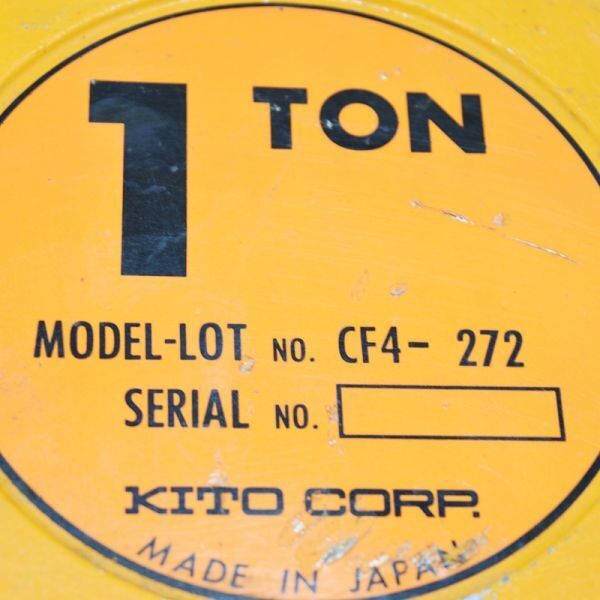 1 TON
MODEL-LOT NO. CF4- 272
SERIAL NO.
KITO CORP.
MADE IN JAPAN